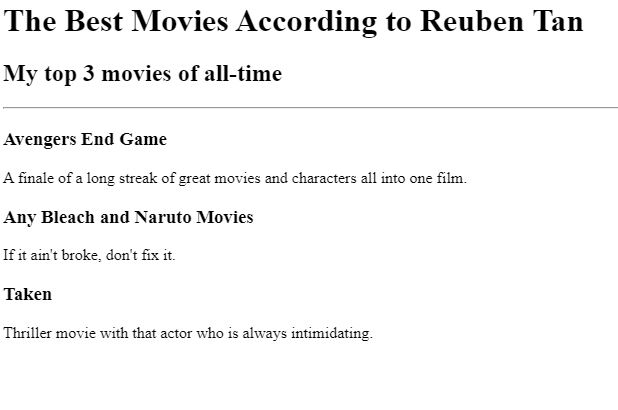 The Best Movies According to Reuben Tan
My top 3 movies of all-time
Avengers End Game
A finale of a long streak of great movies and characters all into one film.
Any Bleach and Naruto Movies
If it ain't broke, don't fix it.
Taken
Thriller movie with that actor who is always intimidating.